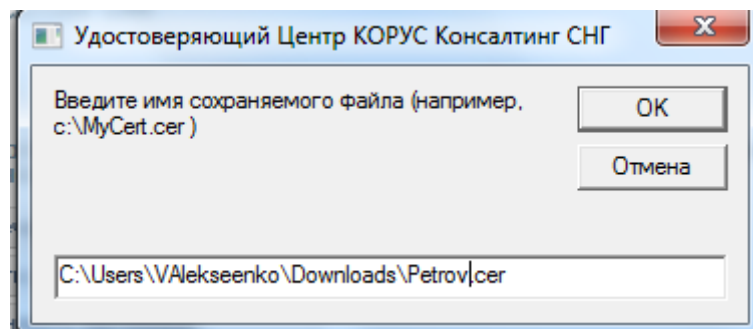 Удостоверяющий Центр КОРУС Консалтинг СНГ
Введите имя сохраняемого файла (например,
c:\MyCert.cer )
OK
Отмена
C:\Users\VAlekseenko\Downloads\Petrov.cer